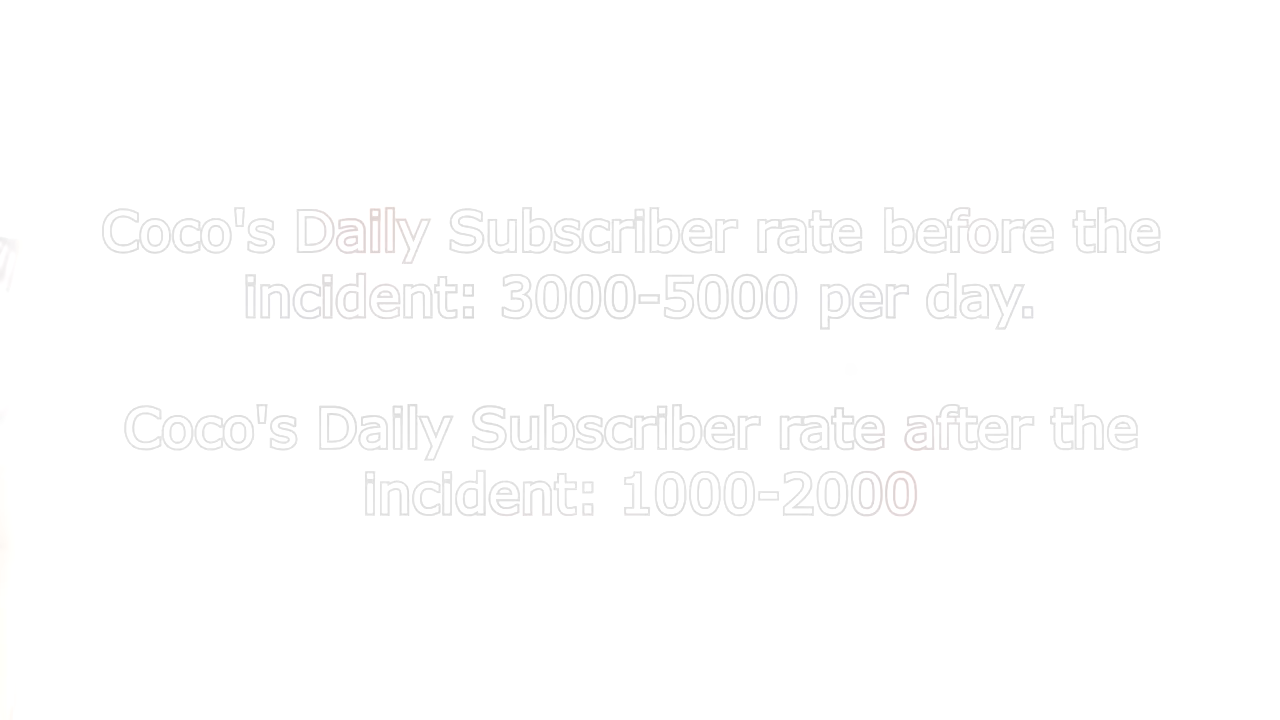 Coco's Daily Subscriber rate before the
incident: 3000-5000 per day.
Coco's Daily Subscriber rate after the
incident: 1000-2000